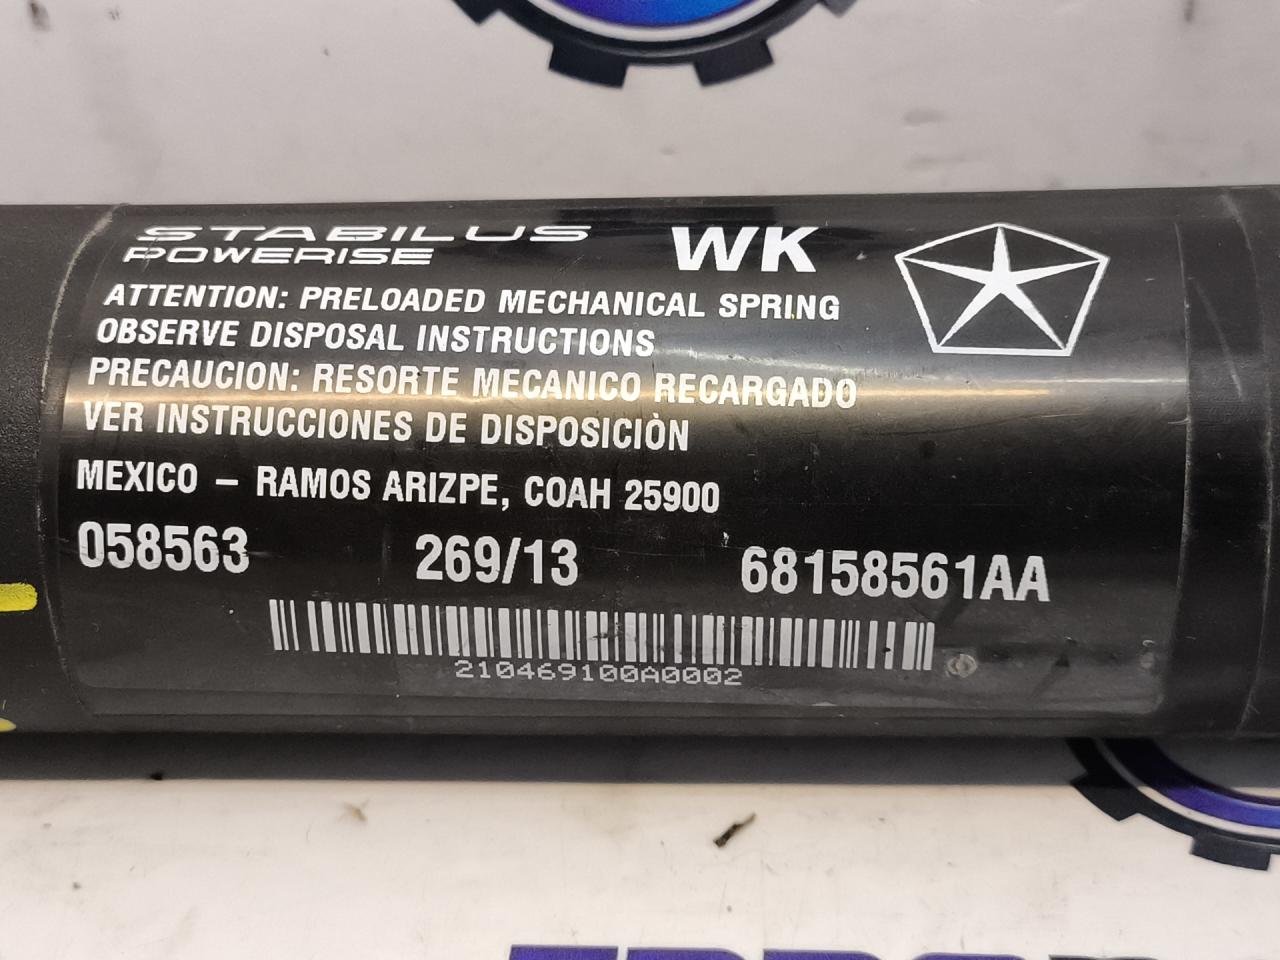 STABILUS
POWERISE
WK
ATTENTION: PRELOADED MECHANICAL SPRING
OBSERVE DISPOSAL INSTRUCTIONS
PRECAUCION: RESORTE MECANICO RECARGADO
VER INSTRUCCIONES DE DISPOSICIÒN
MEXICO – RAMOS ARIZPE, COAH 25900
058563 269/13 68158561AA
210469100A0002